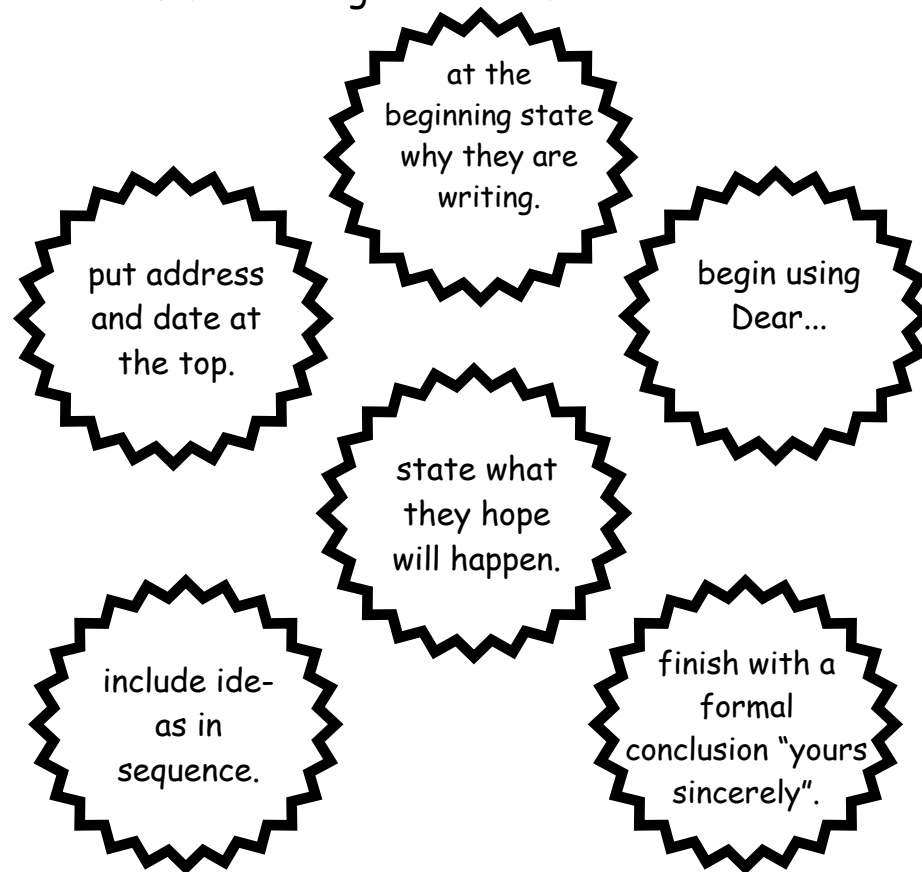 at the
beginning state
why they are
writing.
put address
and date at
the top.
begin using
Dear...
state what
they hope
will happen.
include ide-
as in
sequence.
finish with a
formal
conclusion “yours
sincerely”.